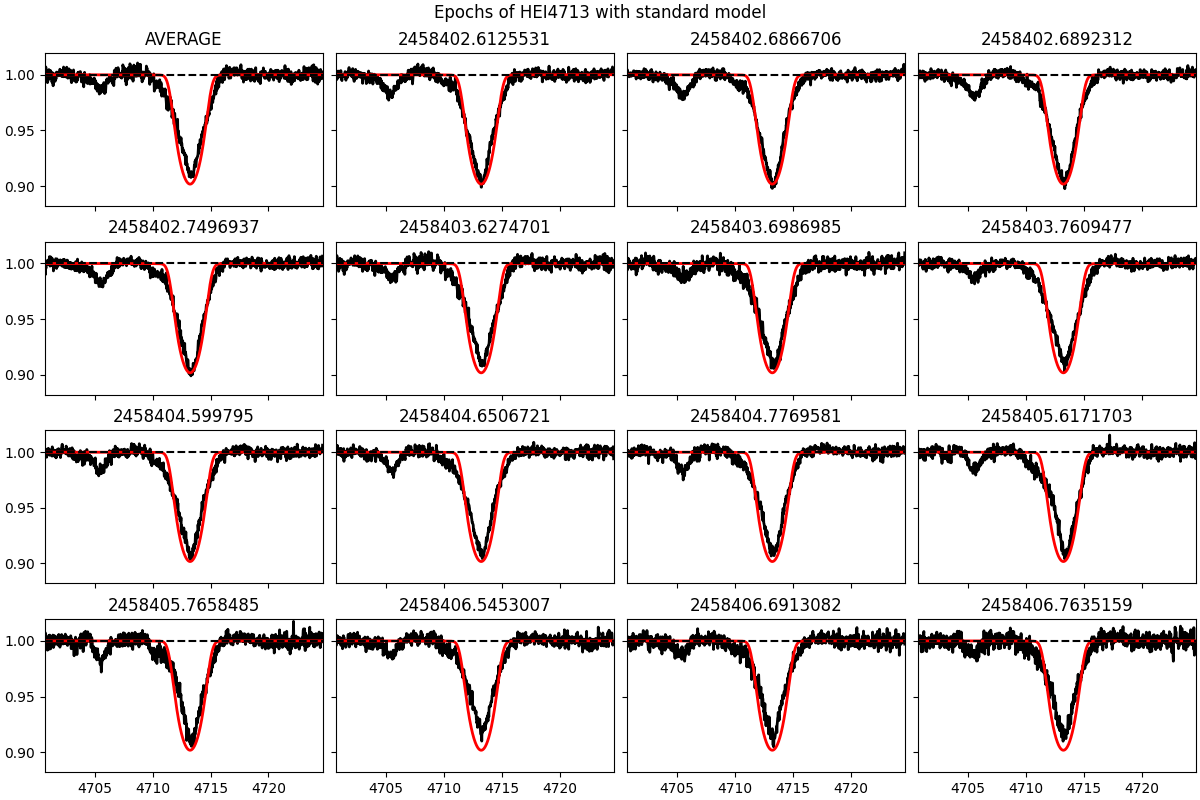 Epochs of HEI4713 with standard model
AVERAGE 2458402.6125531 2458402.6866706 2458402.6892312
1.00
0.95
0.90
2458402.7496937 2458403.6274701 2458403.6986985 2458403.7609477
1.00
0.95
0.90
2458404.599795 2458404.6506721 2458404.7769581 2458405.6171703
1.00
0.95
0.90
2458405.7658485 2458406.5453007 2458406.6913082 2458406.7635159
1.00
0.95
0.90
4705 4710 4715 4720 4705 4710 4715 4720 4705 4710 4715 4720 4705 4710 4715 4720